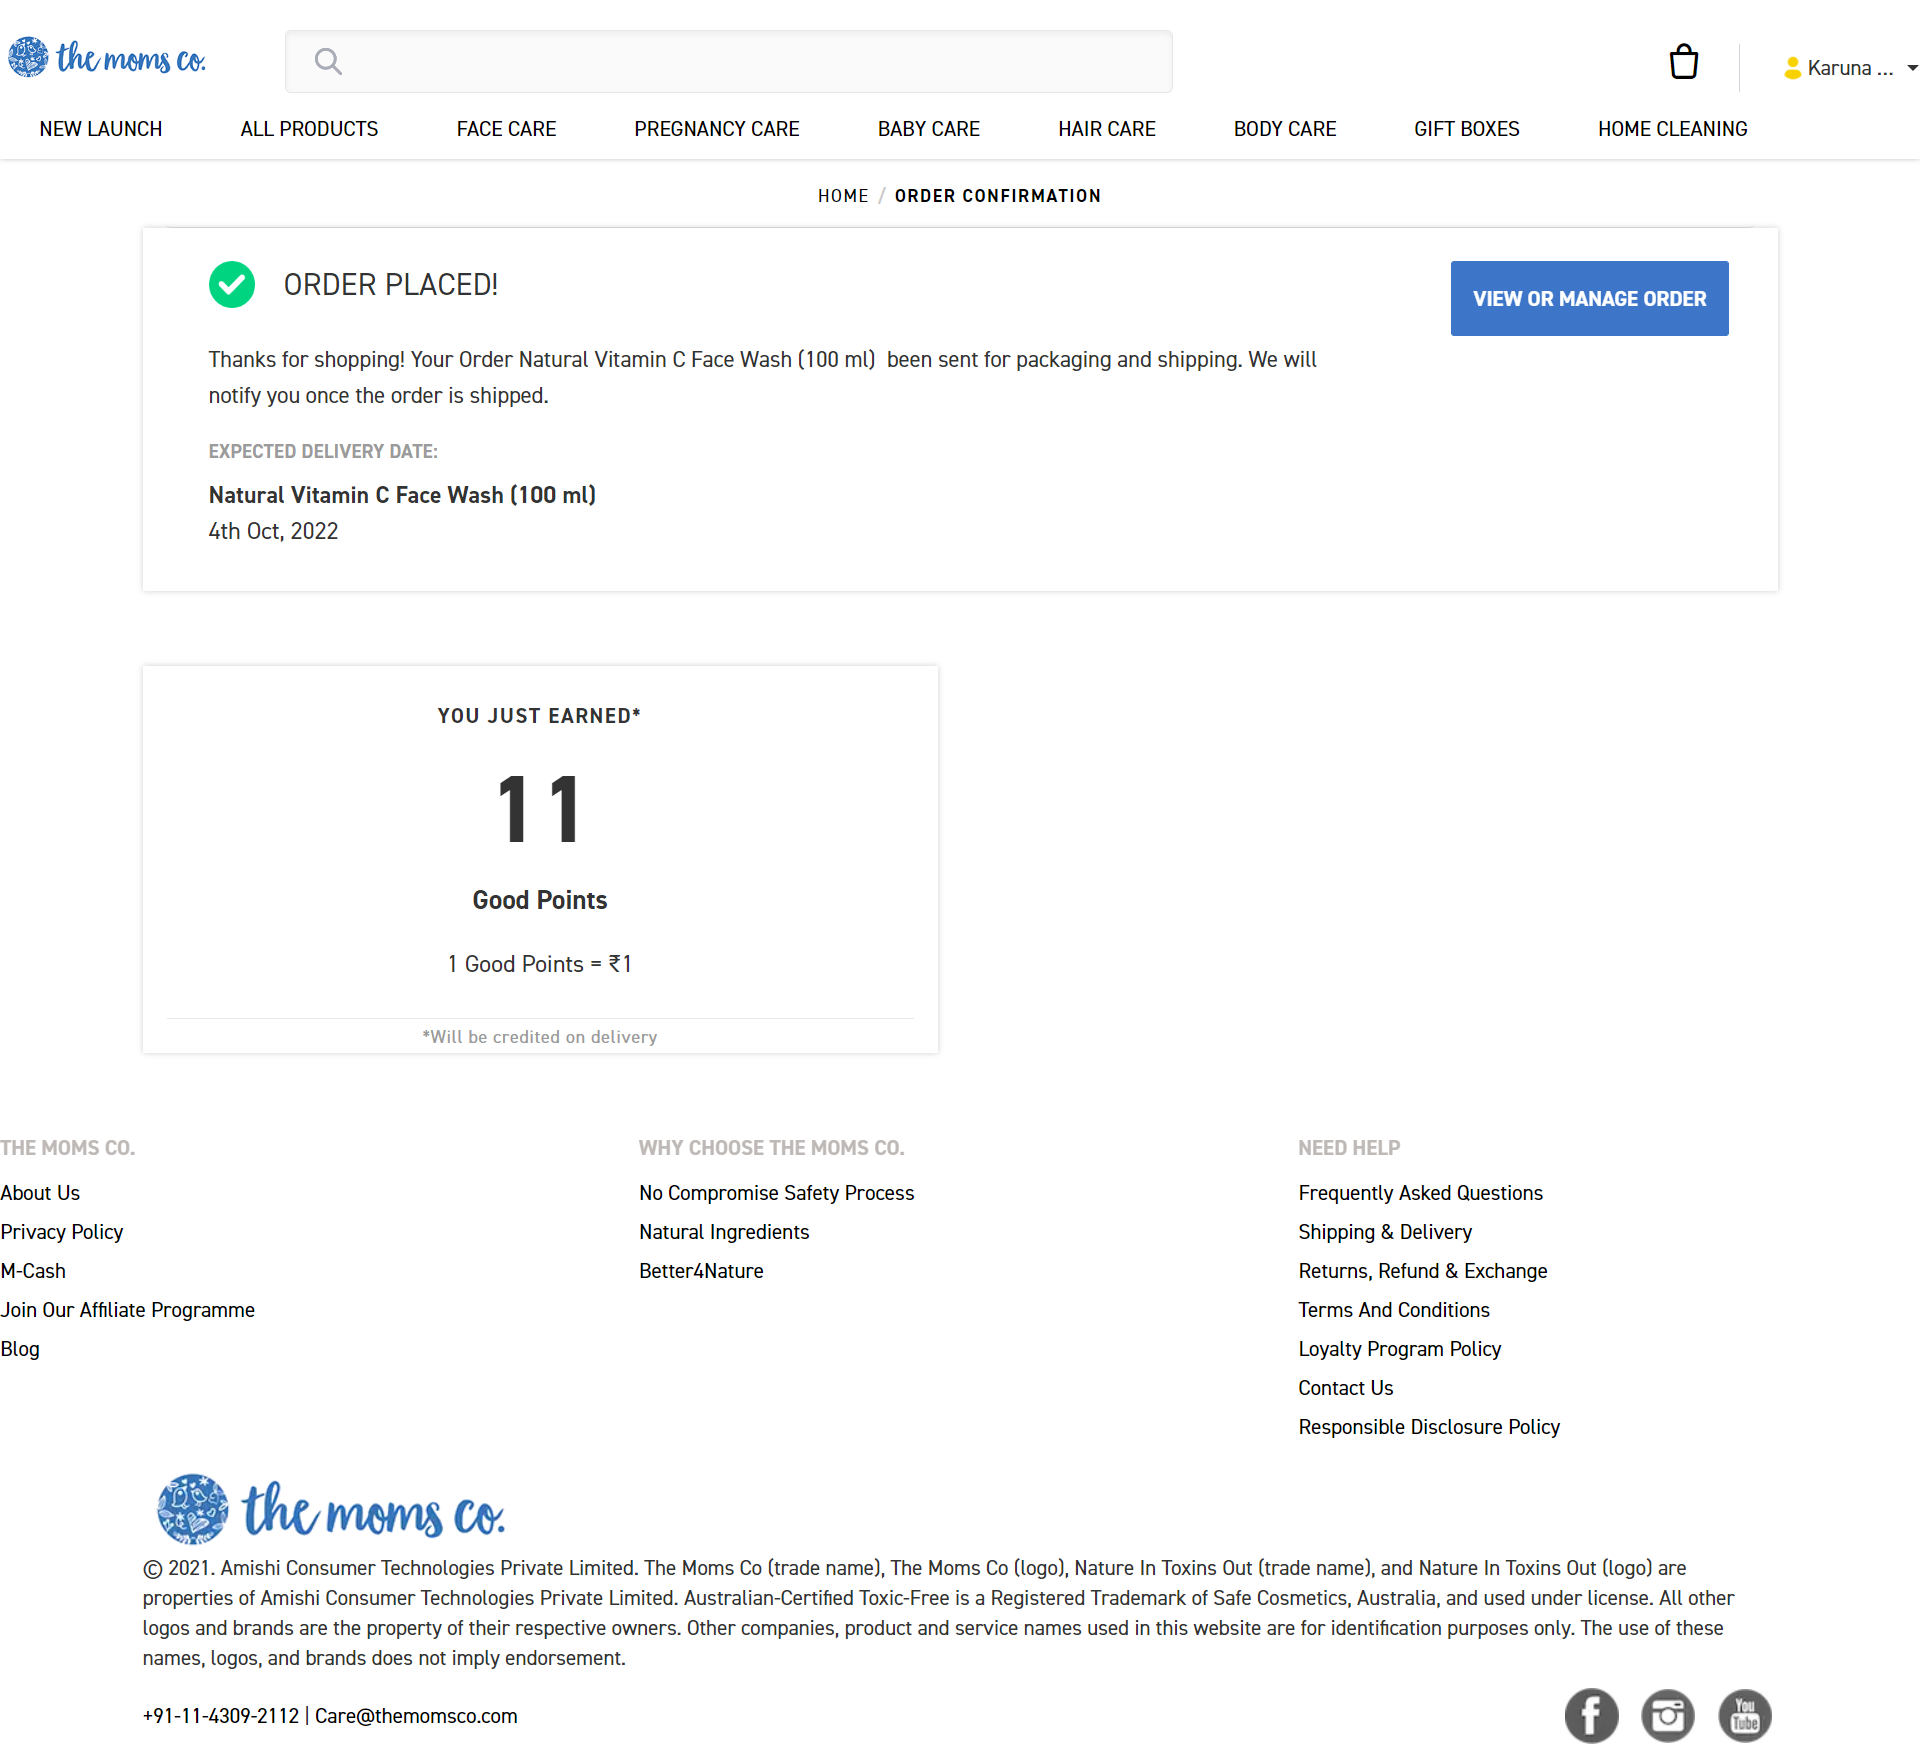 the moms co.
Karuna ...
NEW LAUNCH ALL PRODUCTS FACE CARE PREGNANCY CARE BABY CARE HAIR CARE BODY CARE GIFT BOXES HOME CLEANING
HOME / ORDER CONFIRMATION
ORDER PLACED!
VIEW OR MANAGE ORDER
Thanks for shopping! Your Order Natural Vitamin C Face Wash (100 ml) been sent for packaging and shipping. We will
notify you once the order is shipped.
EXPECTED DELIVERY DATE:
Natural Vitamin C Face Wash (100 ml)
4th Oct, 2022
YOU JUST EARNED*
11
Good Points
1 Good Points = ₹1
*Will be credited on delivery
THE MOMS CO.
About Us
Privacy Policy
M-Cash
Join Our Affiliate Programme
Blog
WHY CHOOSE THE MOMS CO.
No Compromise Safety Process
Natural Ingredients
Better4Nature
NEED HELP
Frequently Asked Questions
Shipping & Delivery
Returns, Refund & Exchange
Terms And Conditions
Loyalty Program Policy
Contact Us
Responsible Disclosure Policy
the moms co.
© 2021. Amishi Consumer Technologies Private Limited. The Moms Co (trade name), The Moms Co (logo), Nature In Toxins Out (trade name), and Nature In Toxins Out (logo) are
properties of Amishi Consumer Technologies Private Limited. Australian-Certified Toxic-Free is a Registered Trademark of Safe Cosmetics, Australia, and used under license. All other
logos and brands are the property of their respective owners. Other companies, product and service names used in this website are for identification purposes only. The use of these
names, logos, and brands does not imply endorsement.
+91-11-4309-2112 | Care@themomsco.com
You
Tube